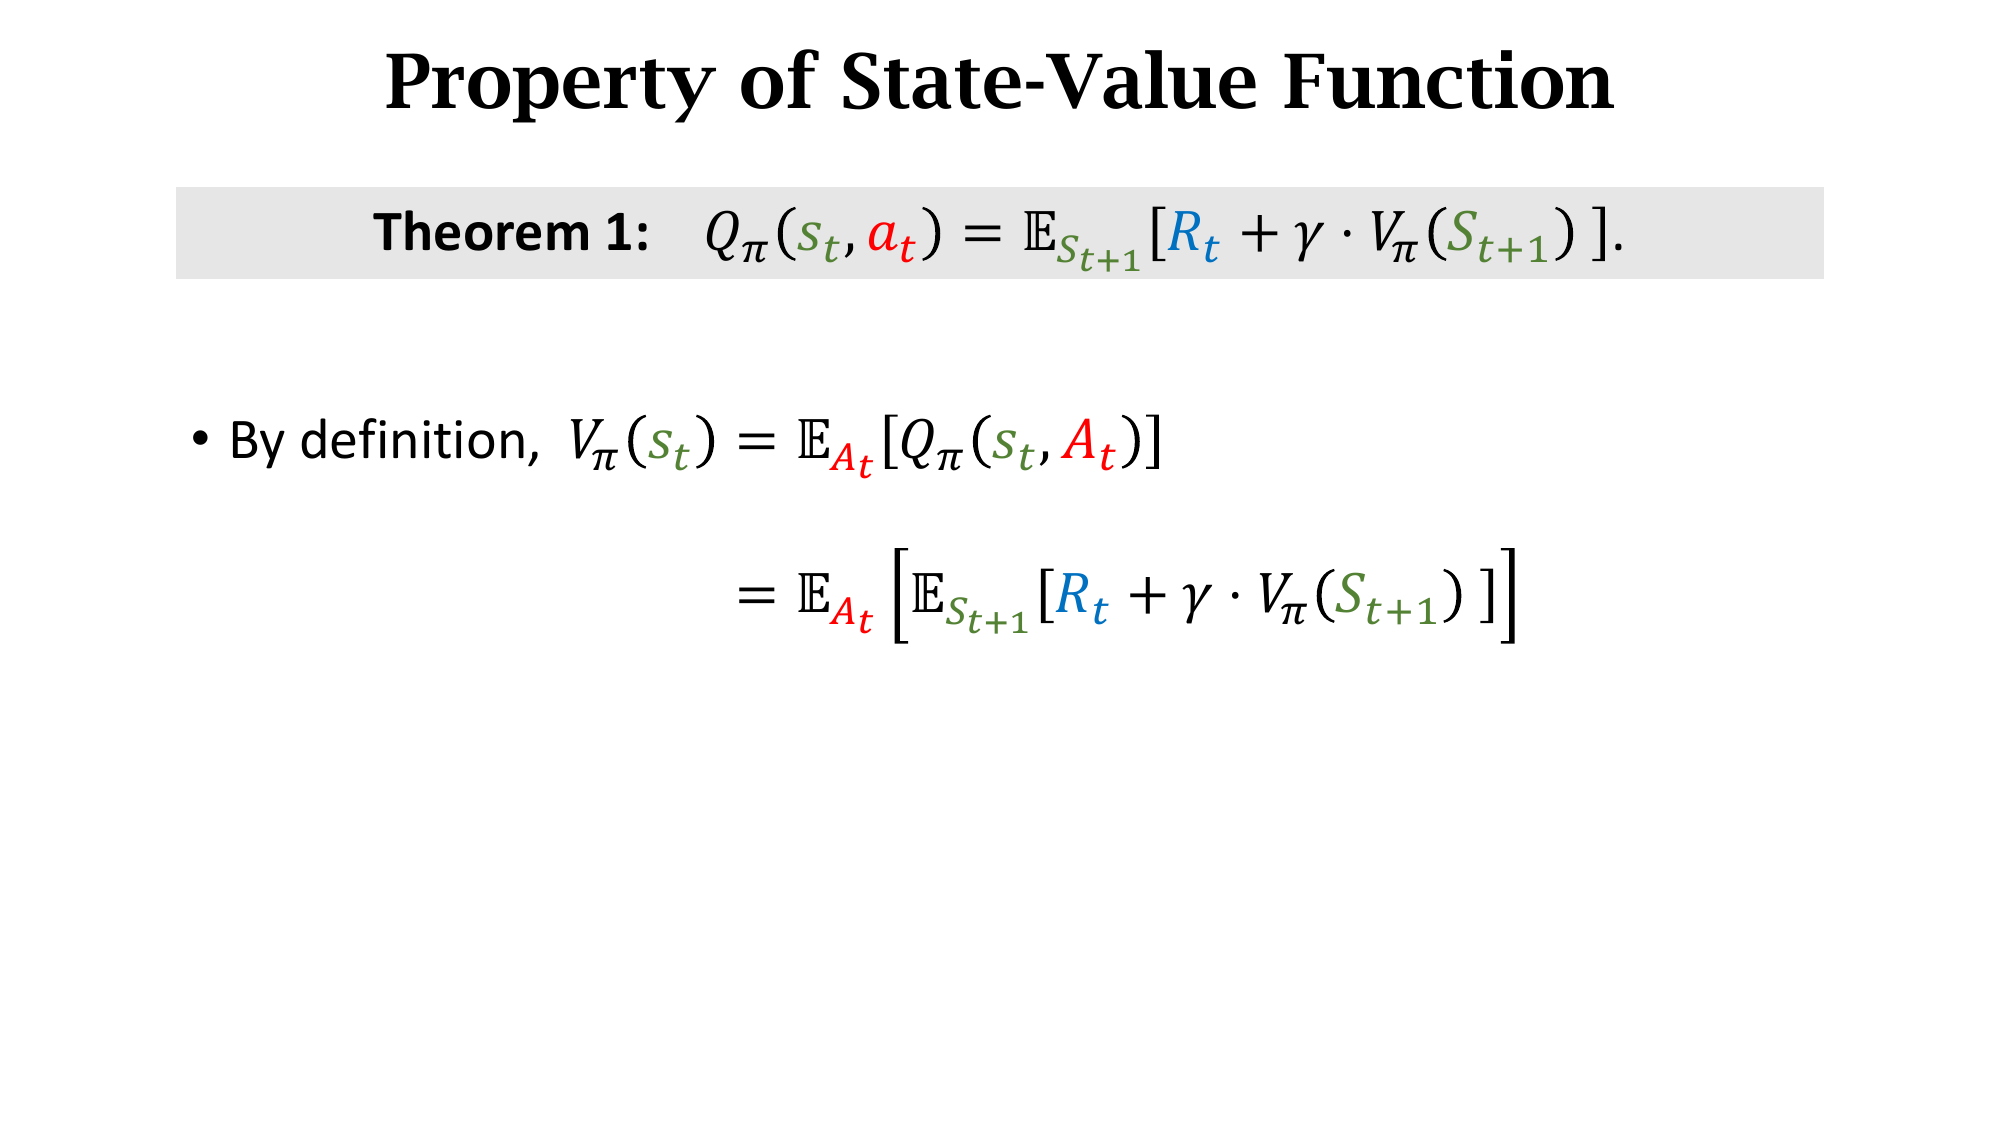 Property of State-Value Function
Theorem 1: $Q_\pi(s_t, a_t) = \mathbb{E}_{S_{t+1}}[R_t + \gamma \cdot V_\pi(S_{t+1})].$
• By definition, $V_\pi(s_t) = \mathbb{E}_{A_t}[Q_\pi(s_t, A_t)]$
$= \mathbb{E}_{A_t}\left[\mathbb{E}_{S_{t+1}}[R_t + \gamma \cdot V_\pi(S_{t+1})]\right]$